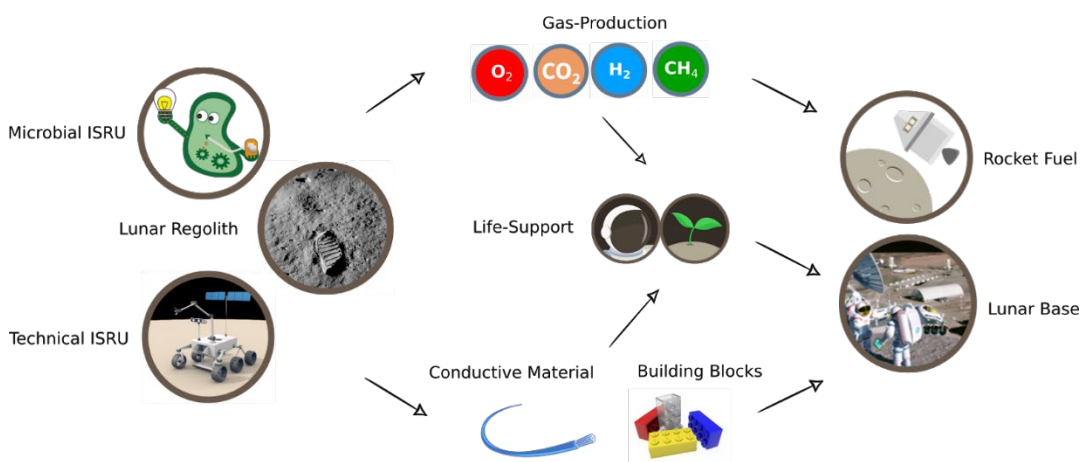 Gas-Production
O₂ CO₂ H₂ CH₄
Microbial ISRU
Rocket Fuel
Lunar Regolith
Life-Support
Technical ISRU
Lunar Base
Conductive Material
Building Blocks